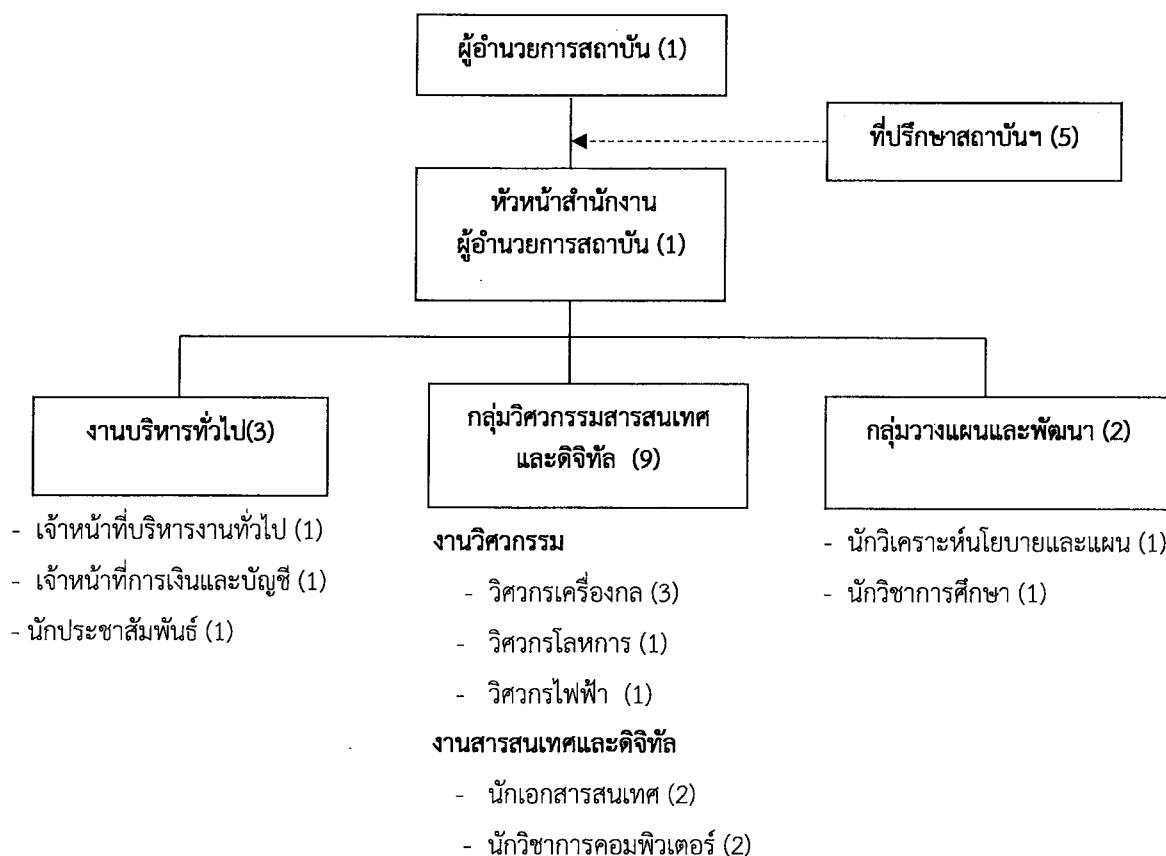 ผู้อำนวยการสถาบัน (1)
ที่ปรึกษาสถาบันฯ (5)
หัวหน้าสำนักงาน
ผู้อำนวยการสถาบัน (1)
งานบริหารทั่วไป(3)
กลุ่มวิศวกรรมสารสนเทศ
และดิจิทัล (9)
กลุ่มวางแผนและพัฒนา (2)
- เจ้าหน้าที่บริหารงานทั่วไป (1)
- เจ้าหน้าที่การเงินและบัญชี (1)
- นักประชาสัมพันธ์ (1)
งานวิศวกรรม
- วิศวกรเครื่องกล (3)
- วิศวกรโลหการ (1)
- วิศวกรไฟฟ้า (1)
งานสารสนเทศและดิจิทัล
- นักเอกสารสนเทศ (2)
- นักวิชาการคอมพิวเตอร์ (2)
- นักวิเคราะห์นโยบายและแผน (1)
- นักวิชาการศึกษา (1)